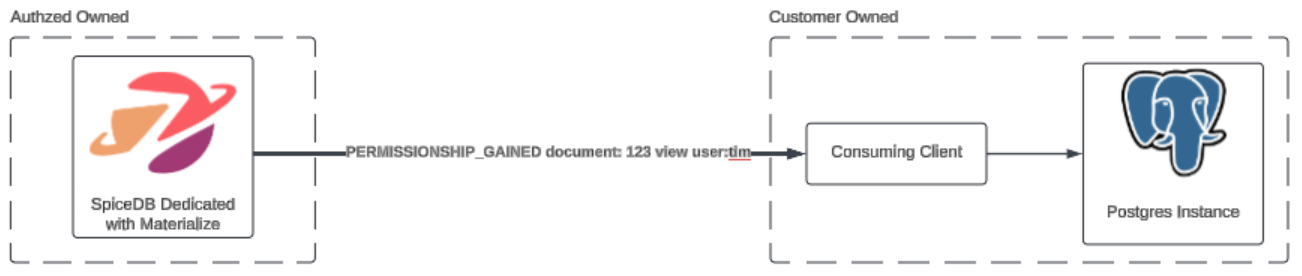 Authzed Owned
Customer Owned
SpiceDB Dedicated
with Materialize
PERMISSIONSHIP_GAINED document: 123 view user:tim
Consuming Client
Postgres Instance